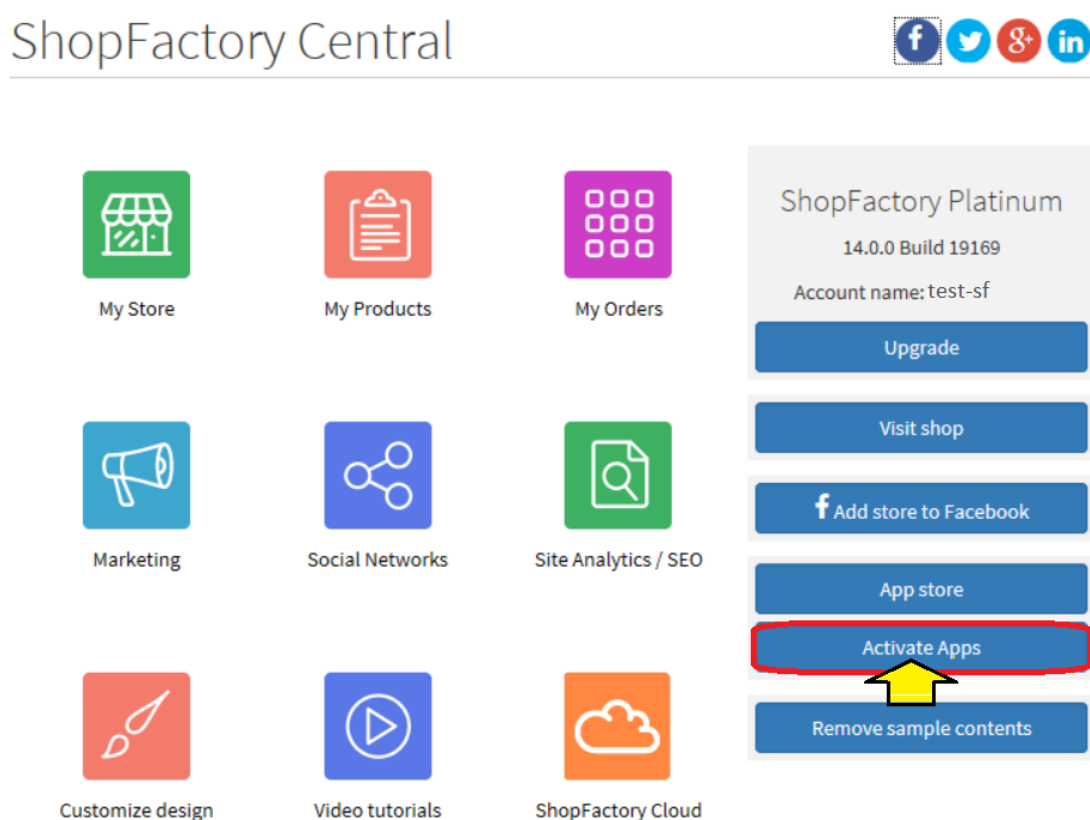 ShopFactory Central
f
8+
in
My Store
My Products
My Orders
Marketing
Social Networks
Site Analytics / SEO
Customize design
Video tutorials
ShopFactory Cloud
ShopFactory Platinum
14.0.0 Build 19169
Account name: test-sf
Upgrade
Visit shop
f Add store to Facebook
App store
Activate Apps
Remove sample contents